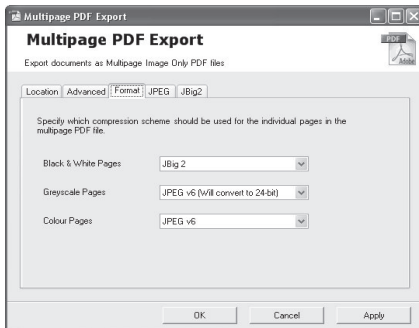 Multipage PDF Export
Multipage PDF Export
Export documents as Multipage Image Only PDF files
PDF
Adobe
Location Advanced Format JPEG JBig2
Specify which compression scheme should be used for the individual pages in the
multipage PDF file.
Black & White Pages JBig 2
Greyscale Pages JPEG v6 (Will convert to 24-bit)
Colour Pages JPEG v6
OK Cancel Apply